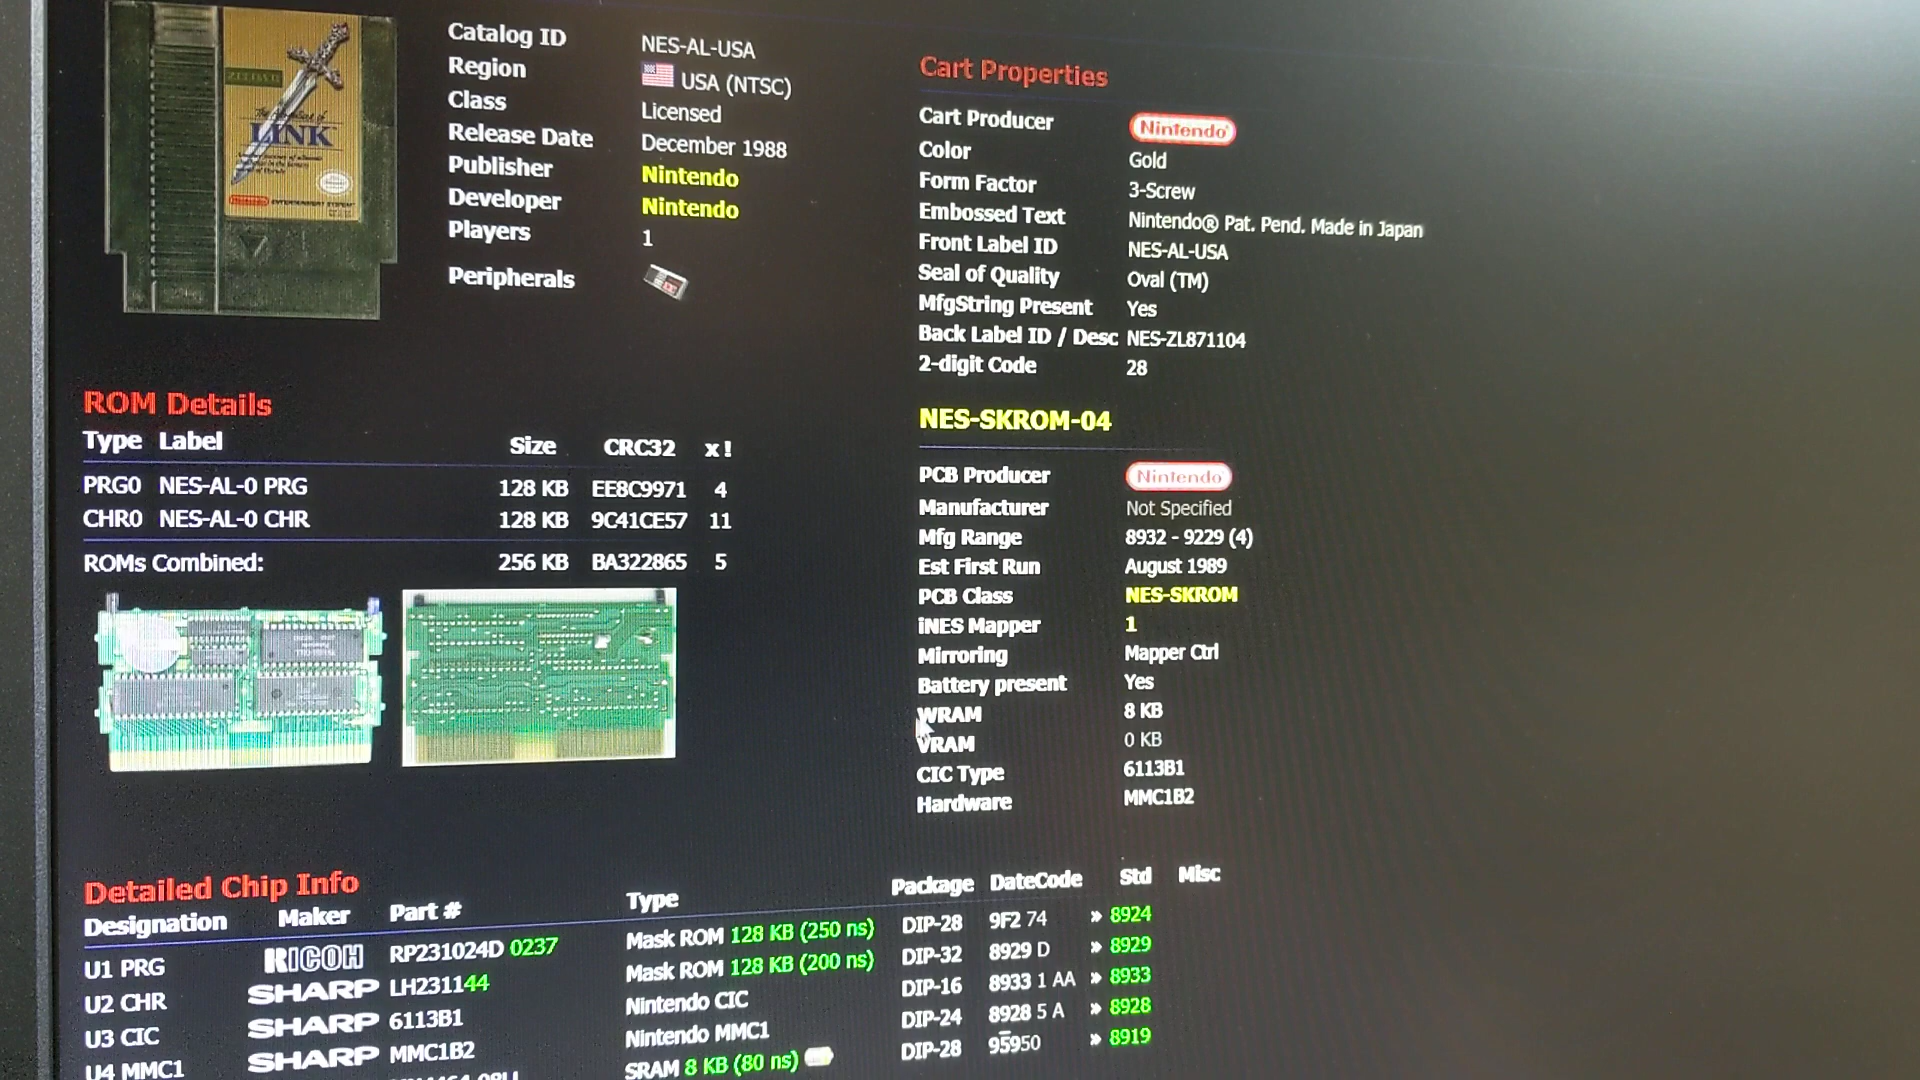 ZELDA II
The Adventure of
LINK
Catalog ID NES-AL-USA
Region USA (NTSC)
Class Licensed
Release Date December 1988
Publisher Nintendo
Developer Nintendo
Players 1
Peripherals
Cart Properties
Cart Producer Nintendo
Color Gold
Form Factor 3-Screw
Embossed Text Nintendo® Pat. Pend. Made in Japan
Front Label ID NES-AL-USA
Seal of Quality Oval (TM)
MfgString Present Yes
Back Label ID / Desc NES-ZL871104
2-digit Code 28
ROM Details
Type Label Size CRC32 x !
PRG0 NES-AL-0 PRG 128 KB EE8C9971 4
CHR0 NES-AL-0 CHR 128 KB 9C41CE57 11
ROMs Combined: 256 KB BA322865 5
NES-SKROM-04
PCB Producer Nintendo
Manufacturer Not Specified
Mfg Range 8932 - 9229 (4)
Est First Run August 1989
PCB Class NES-SKROM
iNES Mapper 1
Mirroring Mapper Ctrl
Battery present Yes
WRAM 8 KB
VRAM 0 KB
CIC Type 6113B1
Hardware MMC1B2
Detailed Chip Info
Designation Maker Part # Type Package DateCode Std Misc
U1 PRG RICOH RP231024D 0237 Mask ROM 128 KB (250 ns) DIP-28 9F2 74 » 8924
U2 CHR SHARP LH231144 Mask ROM 128 KB (200 ns) DIP-32 8929 D » 8929
U3 CIC SHARP 6113B1 Nintendo CIC DIP-16 8933 1 AA » 8933
U4 MMC1 SHARP MMC1B2 Nintendo MMC1 DIP-24 8928 5 A » 8928
SRAM 8 KB (80 ns) DIP-28 95950 » 8919